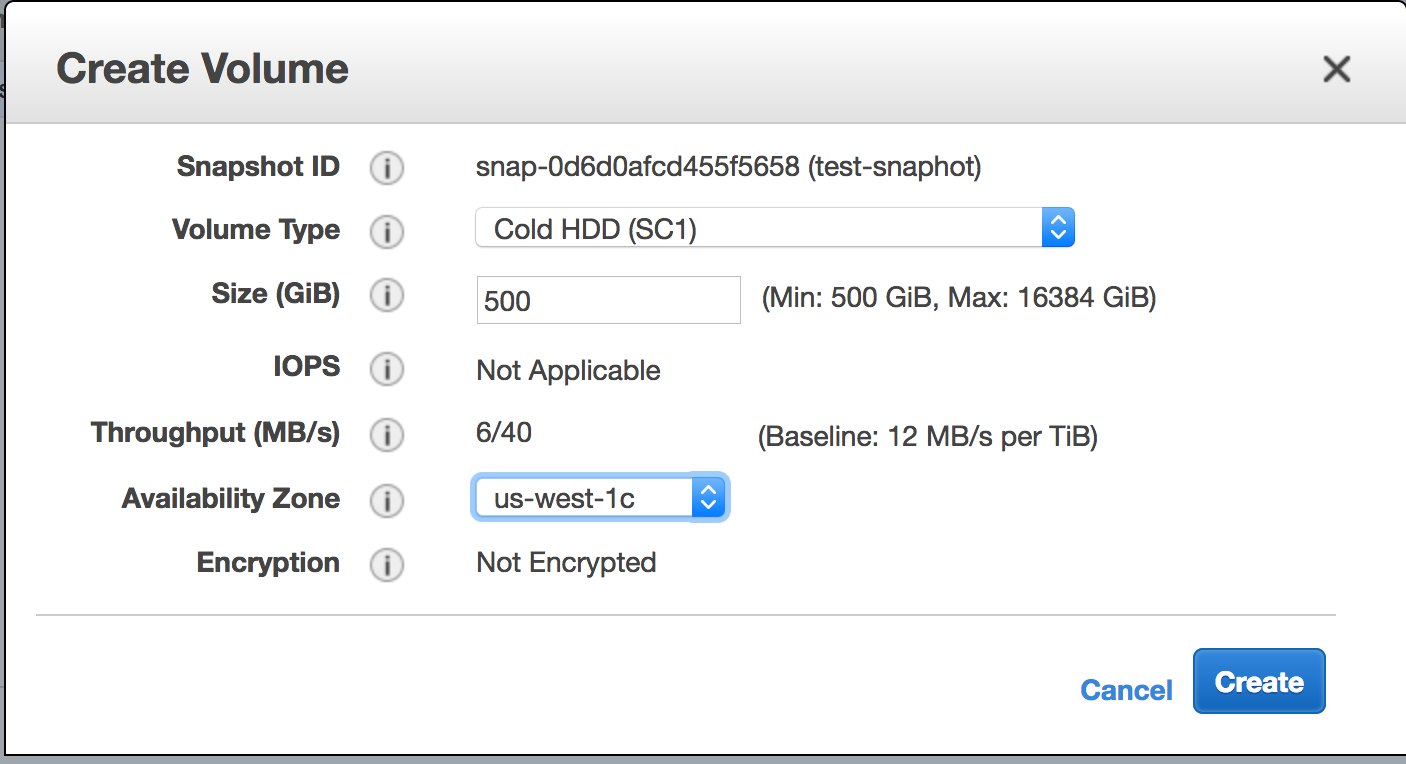 Create Volume
Snapshot ID snap-0d6d0afcd455f5658 (test-snaphot)
Volume Type Cold HDD (SC1)
Size (GiB) 500 (Min: 500 GiB, Max: 16384 GiB)
IOPS Not Applicable
Throughput (MB/s) 6/40 (Baseline: 12 MB/s per TiB)
Availability Zone us-west-1c
Encryption Not Encrypted
Cancel Create